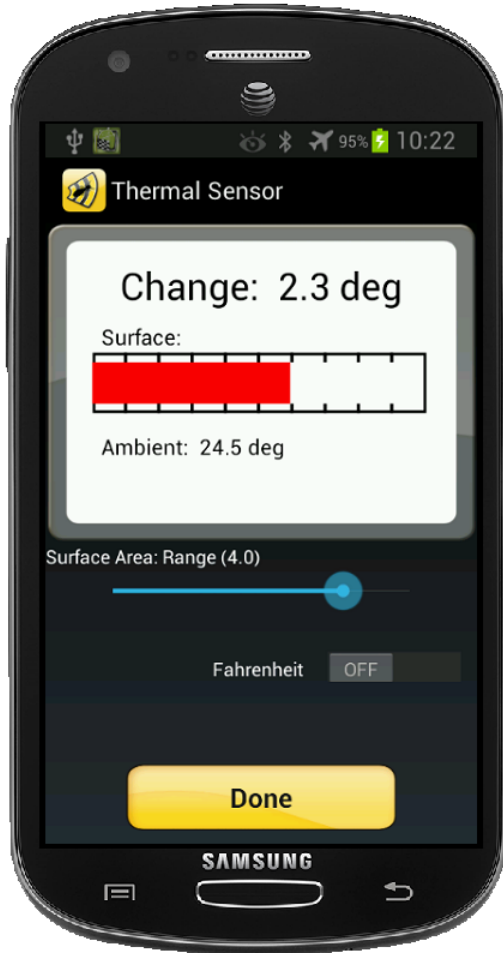 95% 10:22
Thermal Sensor
Change: 2.3 deg
Surface:
Ambient: 24.5 deg
Surface Area: Range (4.0)
Fahrenheit OFF
Done
SAMSUNG